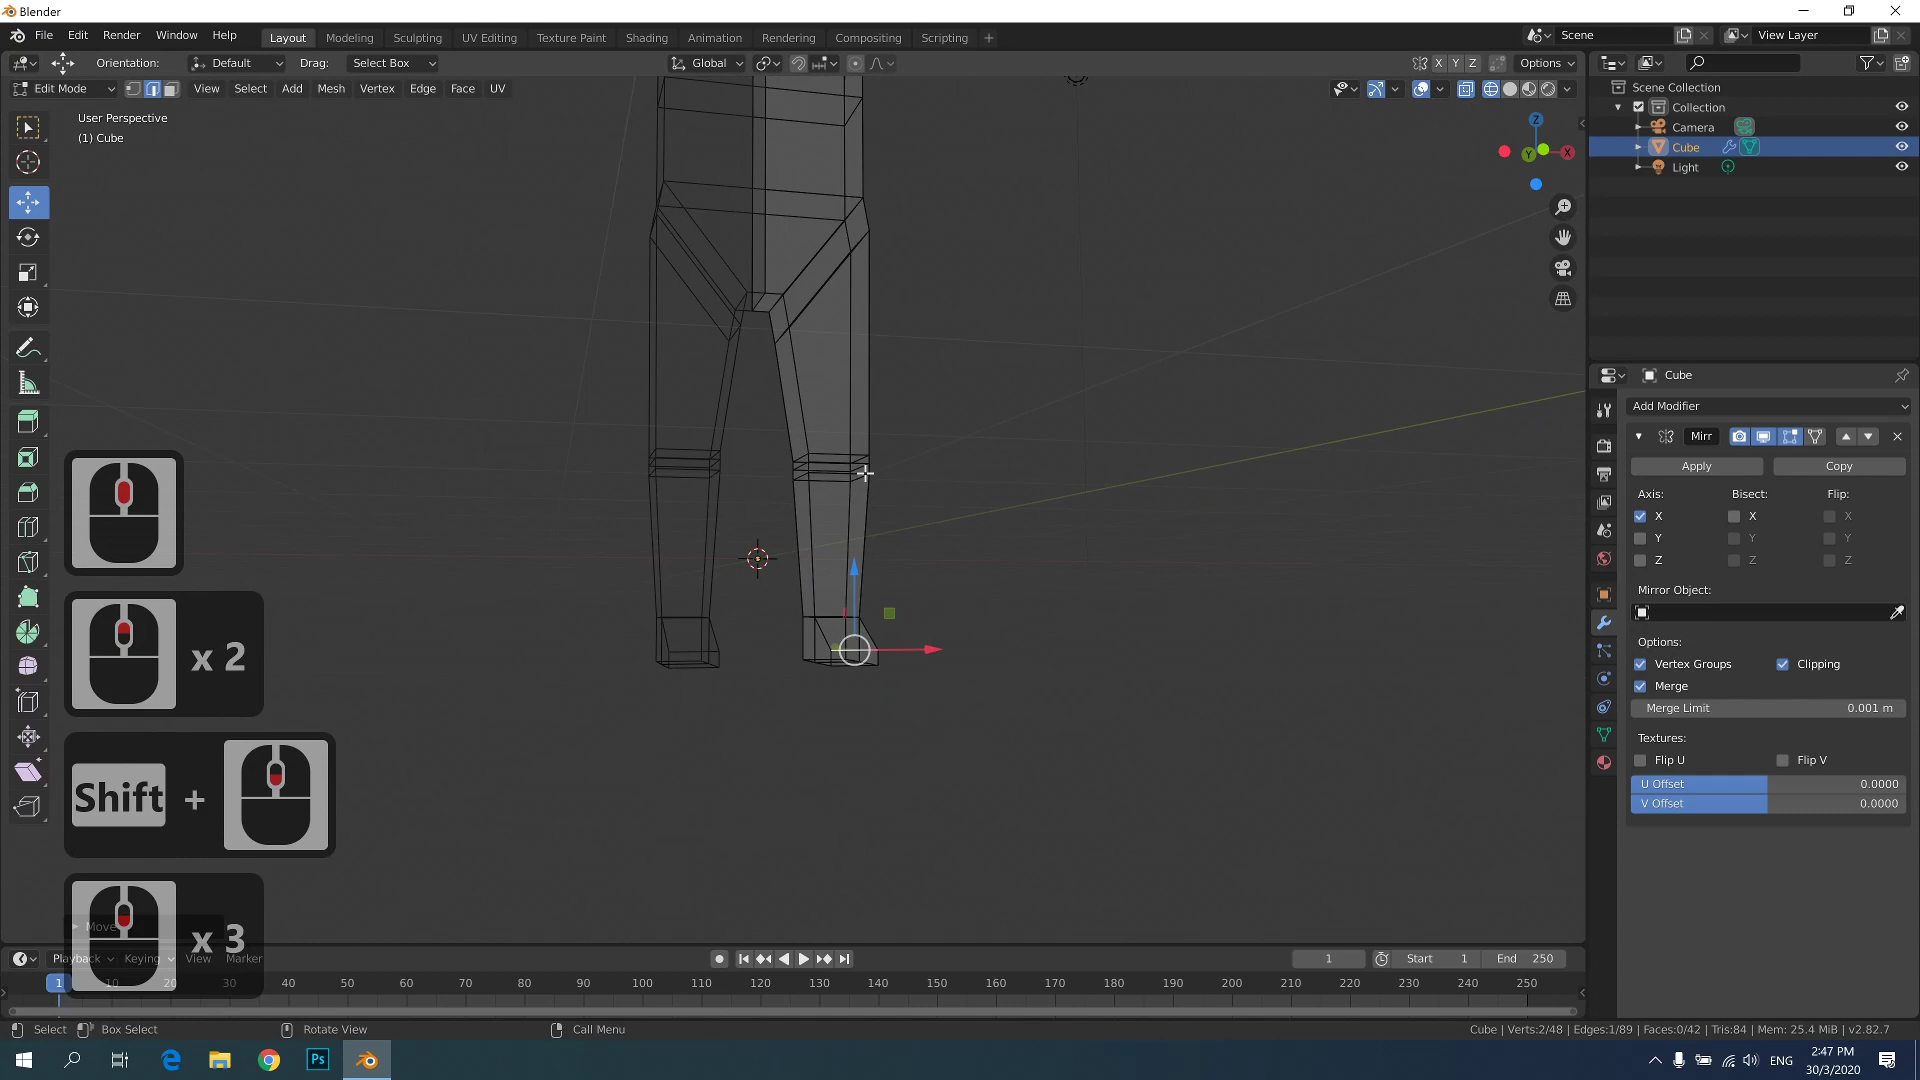 Blender
File Edit Render Window Help
Layout Modeling Sculpting UV Editing Texture Paint Shading Animation Rendering Compositing Scripting
Scene
View Layer
Orientation: Default Drag: Select Box
Global
X Y Z Options
Edit Mode View Select Add Mesh Vertex Edge Face UV
User Perspective
(1) Cube
Z
X
Y
Scene Collection
Collection
Camera
Cube
Light
Cube
Add Modifier
Mirr
Apply Copy
Axis: Bisect: Flip:
X X X
Y Y Y
Z Z Z
Mirror Object:
Options:
Vertex Groups Clipping
Merge
Merge Limit 0.001 m
Textures:
Flip U Flip V
U Offset 0.0000
V Offset 0.0000
x 2
Shift +
x 3
Move
Playback Keying View Marker
1 Start 1 End 250
1 10 20 30 40 50 60 70 80 90 100 110 120 130 140 150 160 170 180 190 200 210 220 230 240 250
Select Box Select Rotate View Call Menu
Cube | Verts:2/48 | Edges:1/89 | Faces:0/42 | Tris:84 | Mem: 25.4 MiB | v2.82.7
Ps
ENG
2:47 PM
30/3/2020